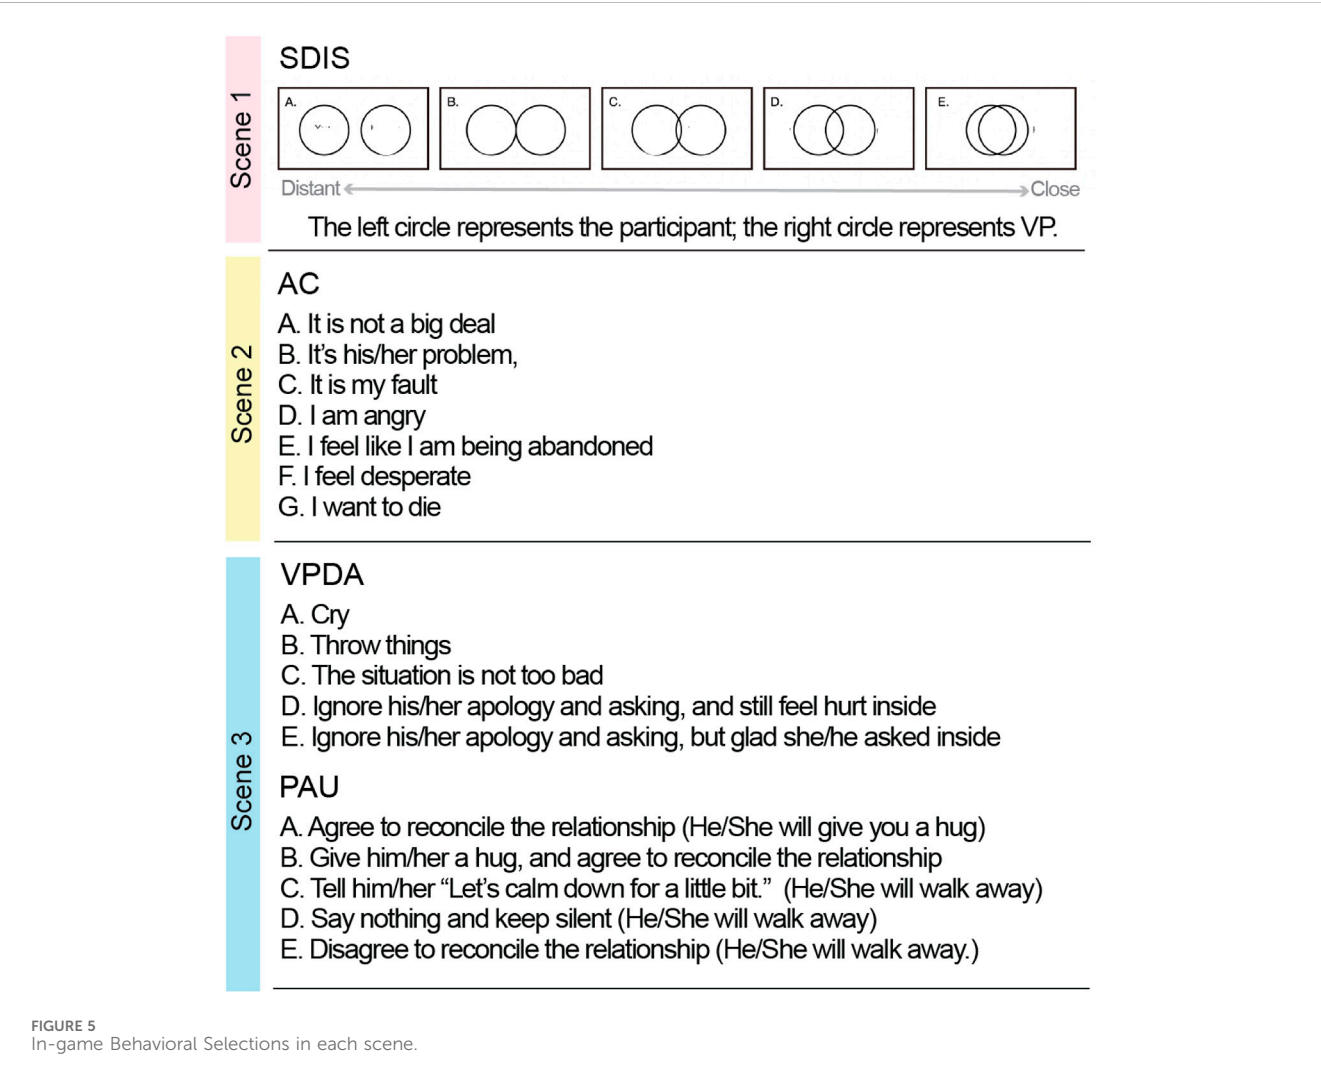 Scene 1
SDIS
A.
B.
C.
D.
E.
Distant
Close
The left circle represents the participant; the right circle represents VP.
Scene 2
AC
A. It is not a big deal
B. It's his/her problem,
C. It is my fault
D. I am angry
E. I feel like I am being abandoned
F. I feel desperate
G. I want to die
Scene 3
VPDA
A. Cry
B. Throw things
C. The situation is not too bad
D. Ignore his/her apology and asking, and still feel hurt inside
E. Ignore his/her apology and asking, but glad she/he asked inside
PAU
A. Agree to reconcile the relationship (He/She will give you a hug)
B. Give him/her a hug, and agree to reconcile the relationship
C. Tell him/her “Let's calm down for a little bit.” (He/She will walk away)
D. Say nothing and keep silent (He/She will walk away)
E. Disagree to reconcile the relationship (He/She will walk away.)
FIGURE 5
In-game Behavioral Selections in each scene.